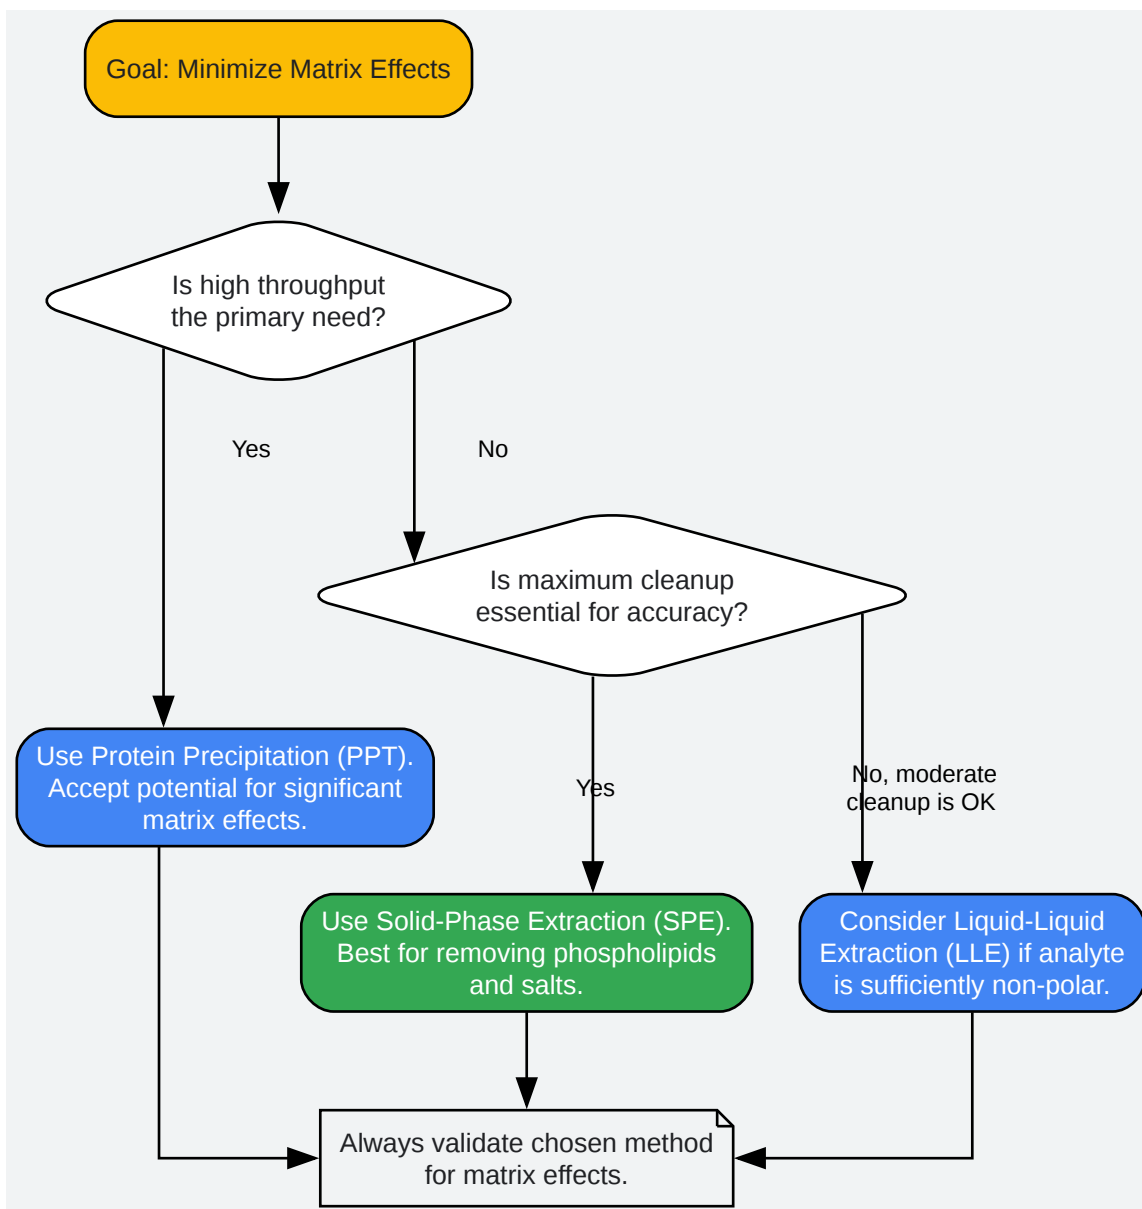 Goal: Minimize Matrix Effects
Is high throughput
the primary need?
Yes
No
Is maximum cleanup
essential for accuracy?
Use Protein Precipitation (PPT).
Accept potential for significant
matrix effects.
Yes
No, moderate
cleanup is OK
Use Solid-Phase Extraction (SPE).
Best for removing phospholipids
and salts.
Consider Liquid-Liquid
Extraction (LLE) if analyte
is sufficiently non-polar.
Always validate chosen method
for matrix effects.